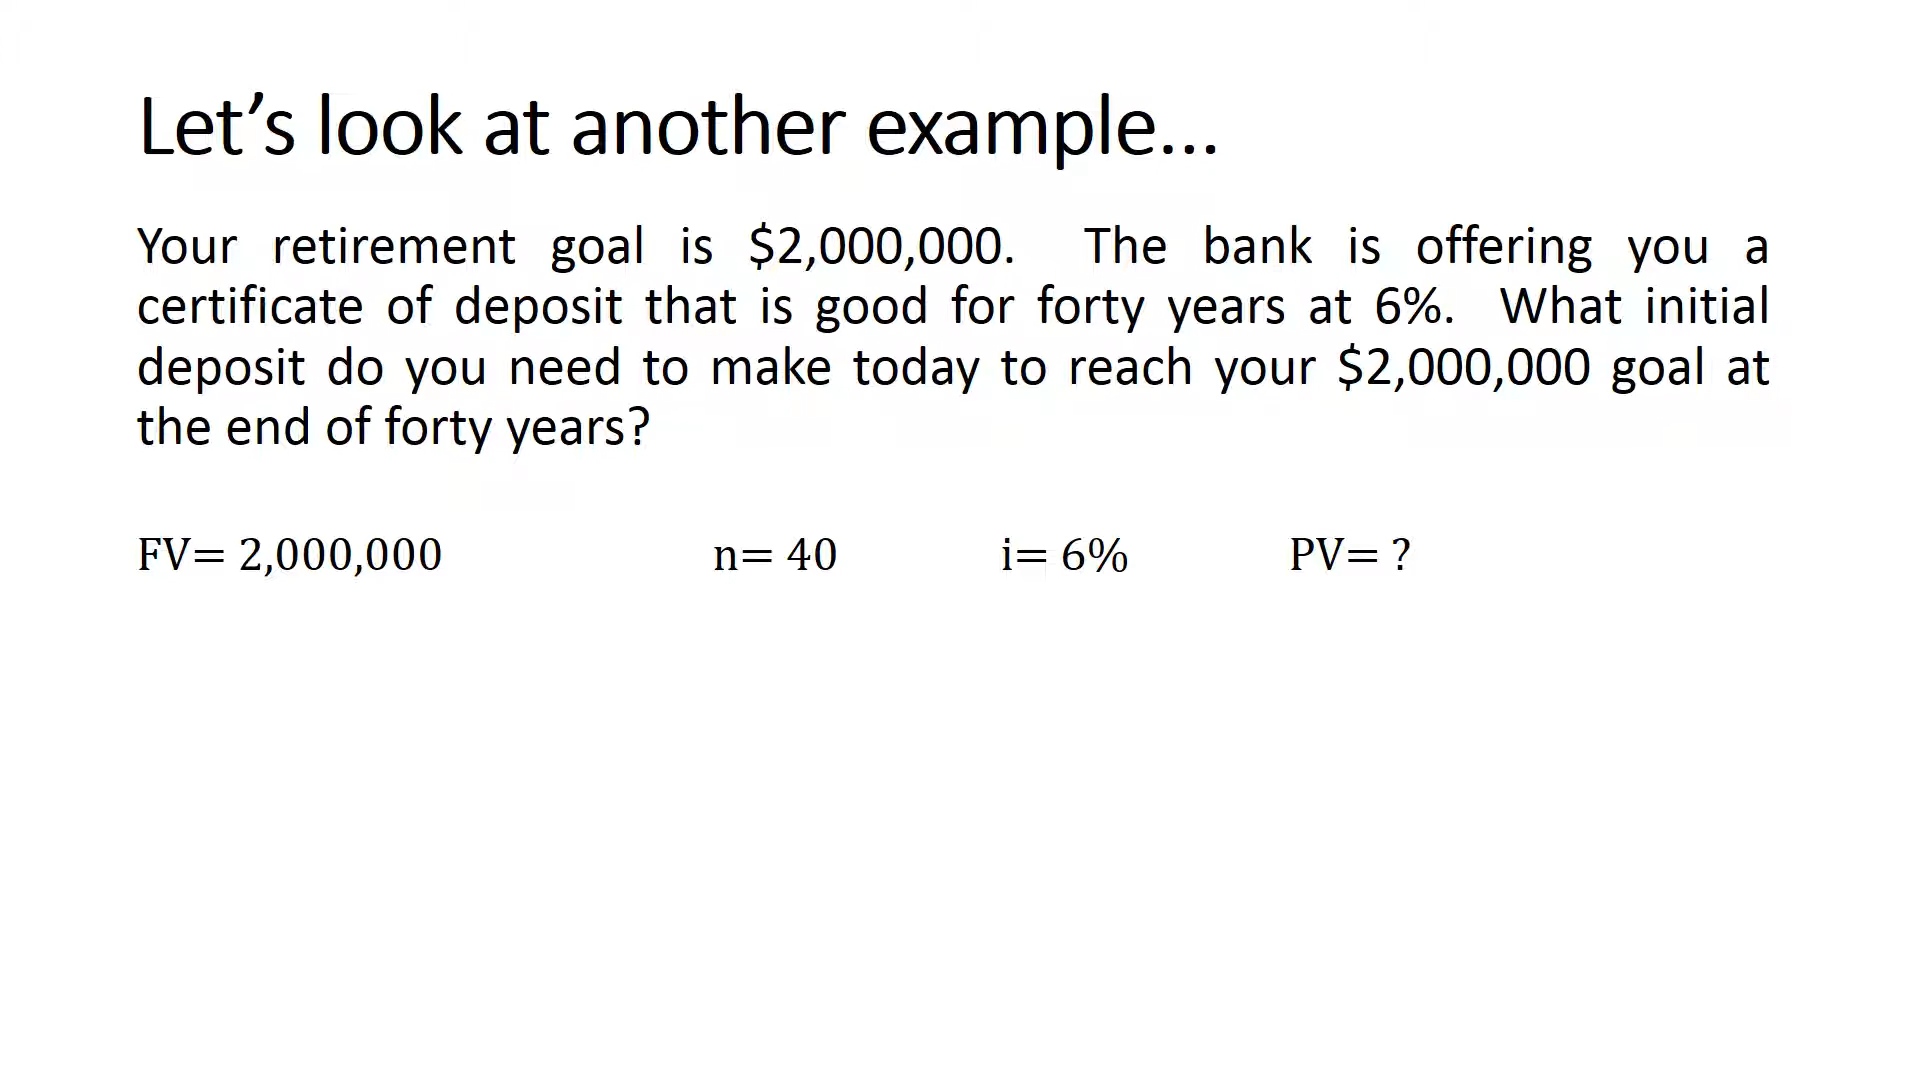 Let’s look at another example…
Your retirement goal is $2,000,000. The bank is offering you a
certificate of deposit that is good for forty years at 6%. What initial
deposit do you need to make today to reach your $2,000,000 goal at
the end of forty years?
FV= 2,000,000 n= 40 i= 6% PV= ?